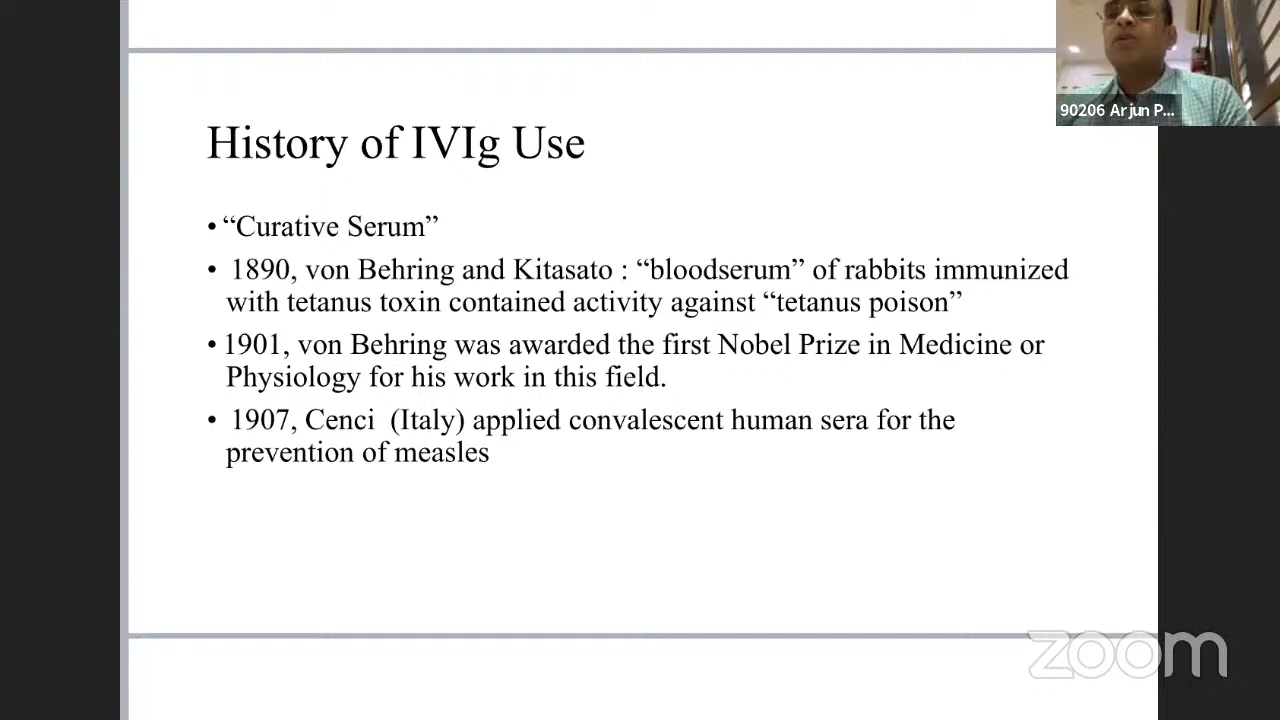 90206 Arjun P...
History of IVIg Use
• “Curative Serum”
• 1890, von Behring and Kitasato : “bloodserum” of rabbits immunized
with tetanus toxin contained activity against “tetanus poison”
• 1901, von Behring was awarded the first Nobel Prize in Medicine or
Physiology for his work in this field.
• 1907, Cenci (Italy) applied convalescent human sera for the
prevention of measles
zoom